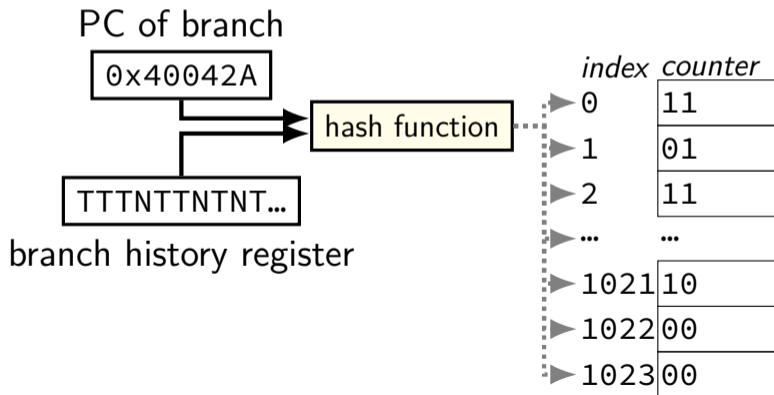 PC of branch
0x40042A
hash function
TTTNTTNTNT…
branch history register
index counter
0 11
1 01
2 11
… …
1021 10
1022 00
1023 00